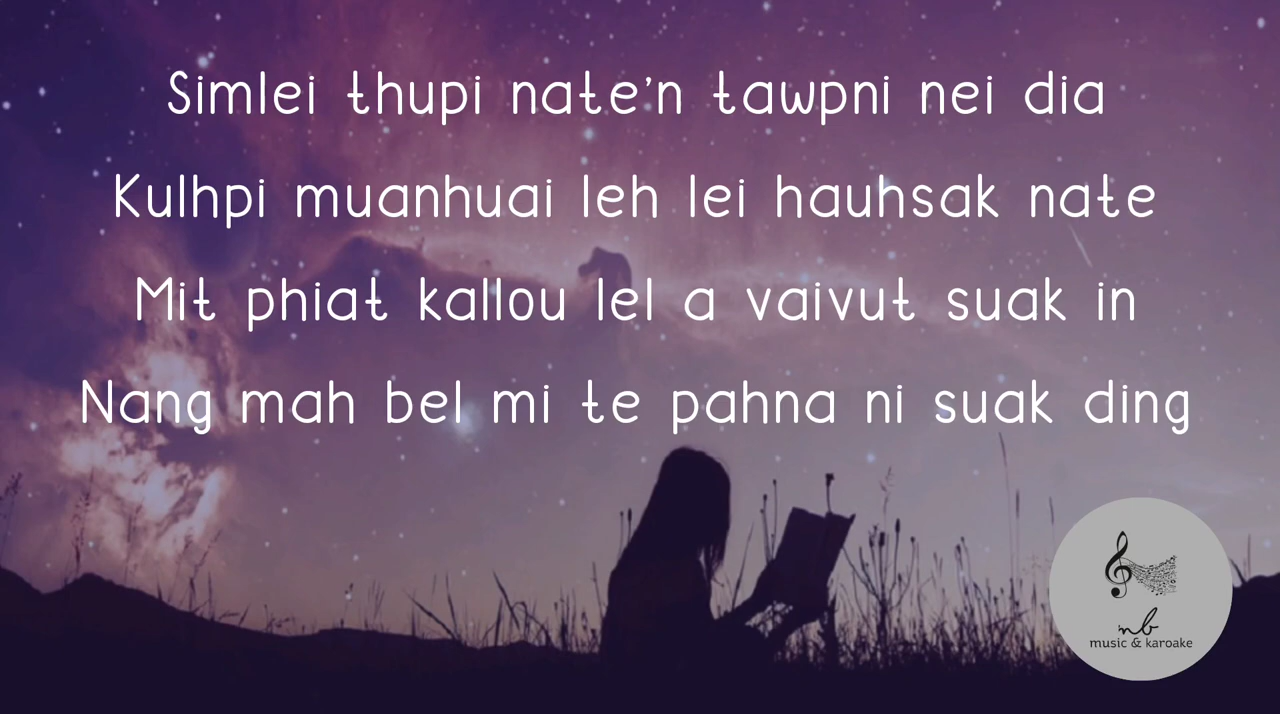 Simlei thupi nate'n tawpni nei dia
Kulhpi muanhuai leh lei hauhsak nate
Mit phiat kallou lel a vaivut suak in
Nang mah bel mi te pahna ni suak ding
nb
music & karoake